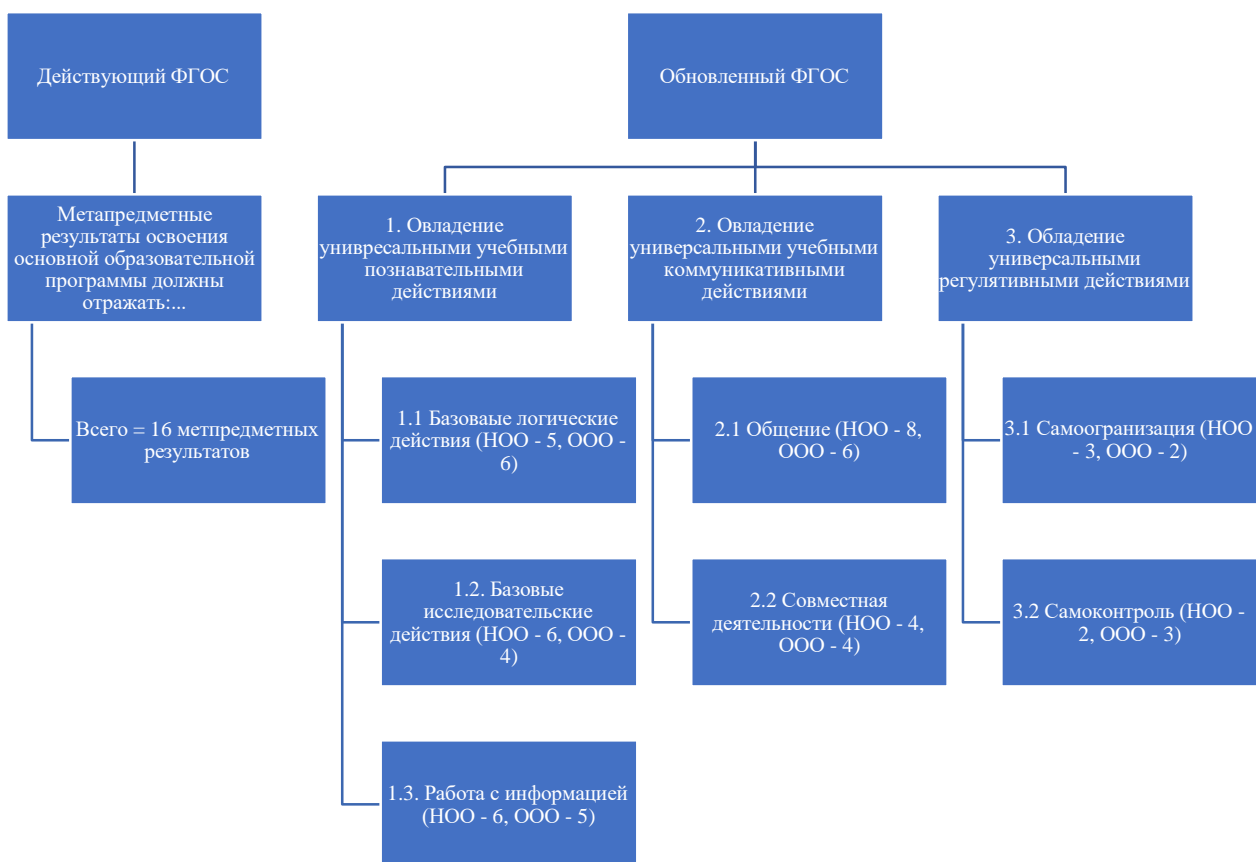 Действующий ФГОС
Обновленный ФГОС
Метапредметные
результаты освоения
основной образовательной
программы должны
отражать:...
1. Овладение
унивресальными учебными
познавательными
действиями
2. Овладение
универсальными учебными
коммуникативными
действиями
3. Обладение
универсальными
регулятивными действиями
Всего = 16 метпредметных
результатов
1.1 Базоваые логические
действия (НОО - 5, ООО -
6)
2.1 Общение (НОО - 8,
ООО - 6)
3.1 Самоогранизация (НОО
- 3, ООО - 2)
1.2. Базовые
исследовательские
действия (НОО - 6, ООО -
4)
2.2 Совместная
деятельности (НОО - 4,
ООО - 4)
3.2 Самоконтроль (НОО -
2, ООО - 3)
1.3. Работа с информацией
(НОО - 6, ООО - 5)